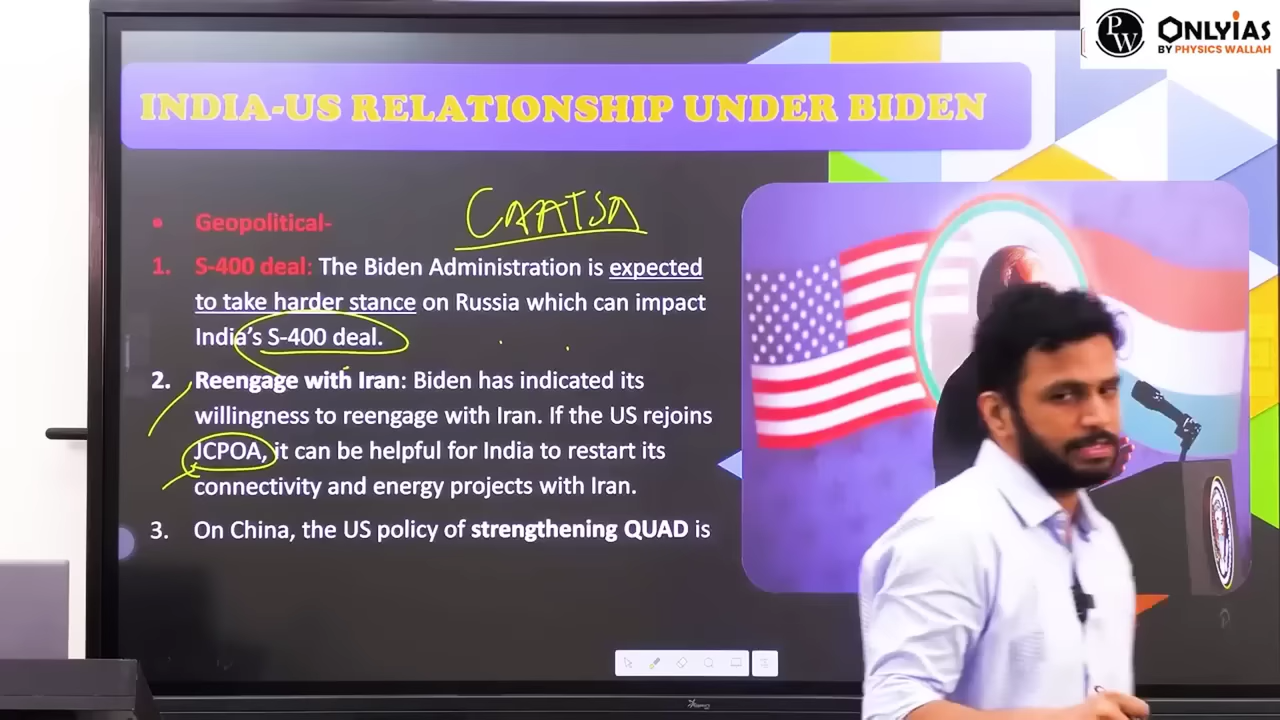 PW
ONLYIAS
BY PHYSICS WALLAH
INDIA-US RELATIONSHIP UNDER BIDEN
CAATSA
• Geopolitical-
1. S-400 deal: The Biden Administration is expected
to take harder stance on Russia which can impact
India's S-400 deal.
2. Reengage with Iran: Biden has indicated its
willingness to reengage with Iran. If the US rejoins
JCPOA, it can be helpful for India to restart its
connectivity and energy projects with Iran.
3. On China, the US policy of strengthening QUAD is